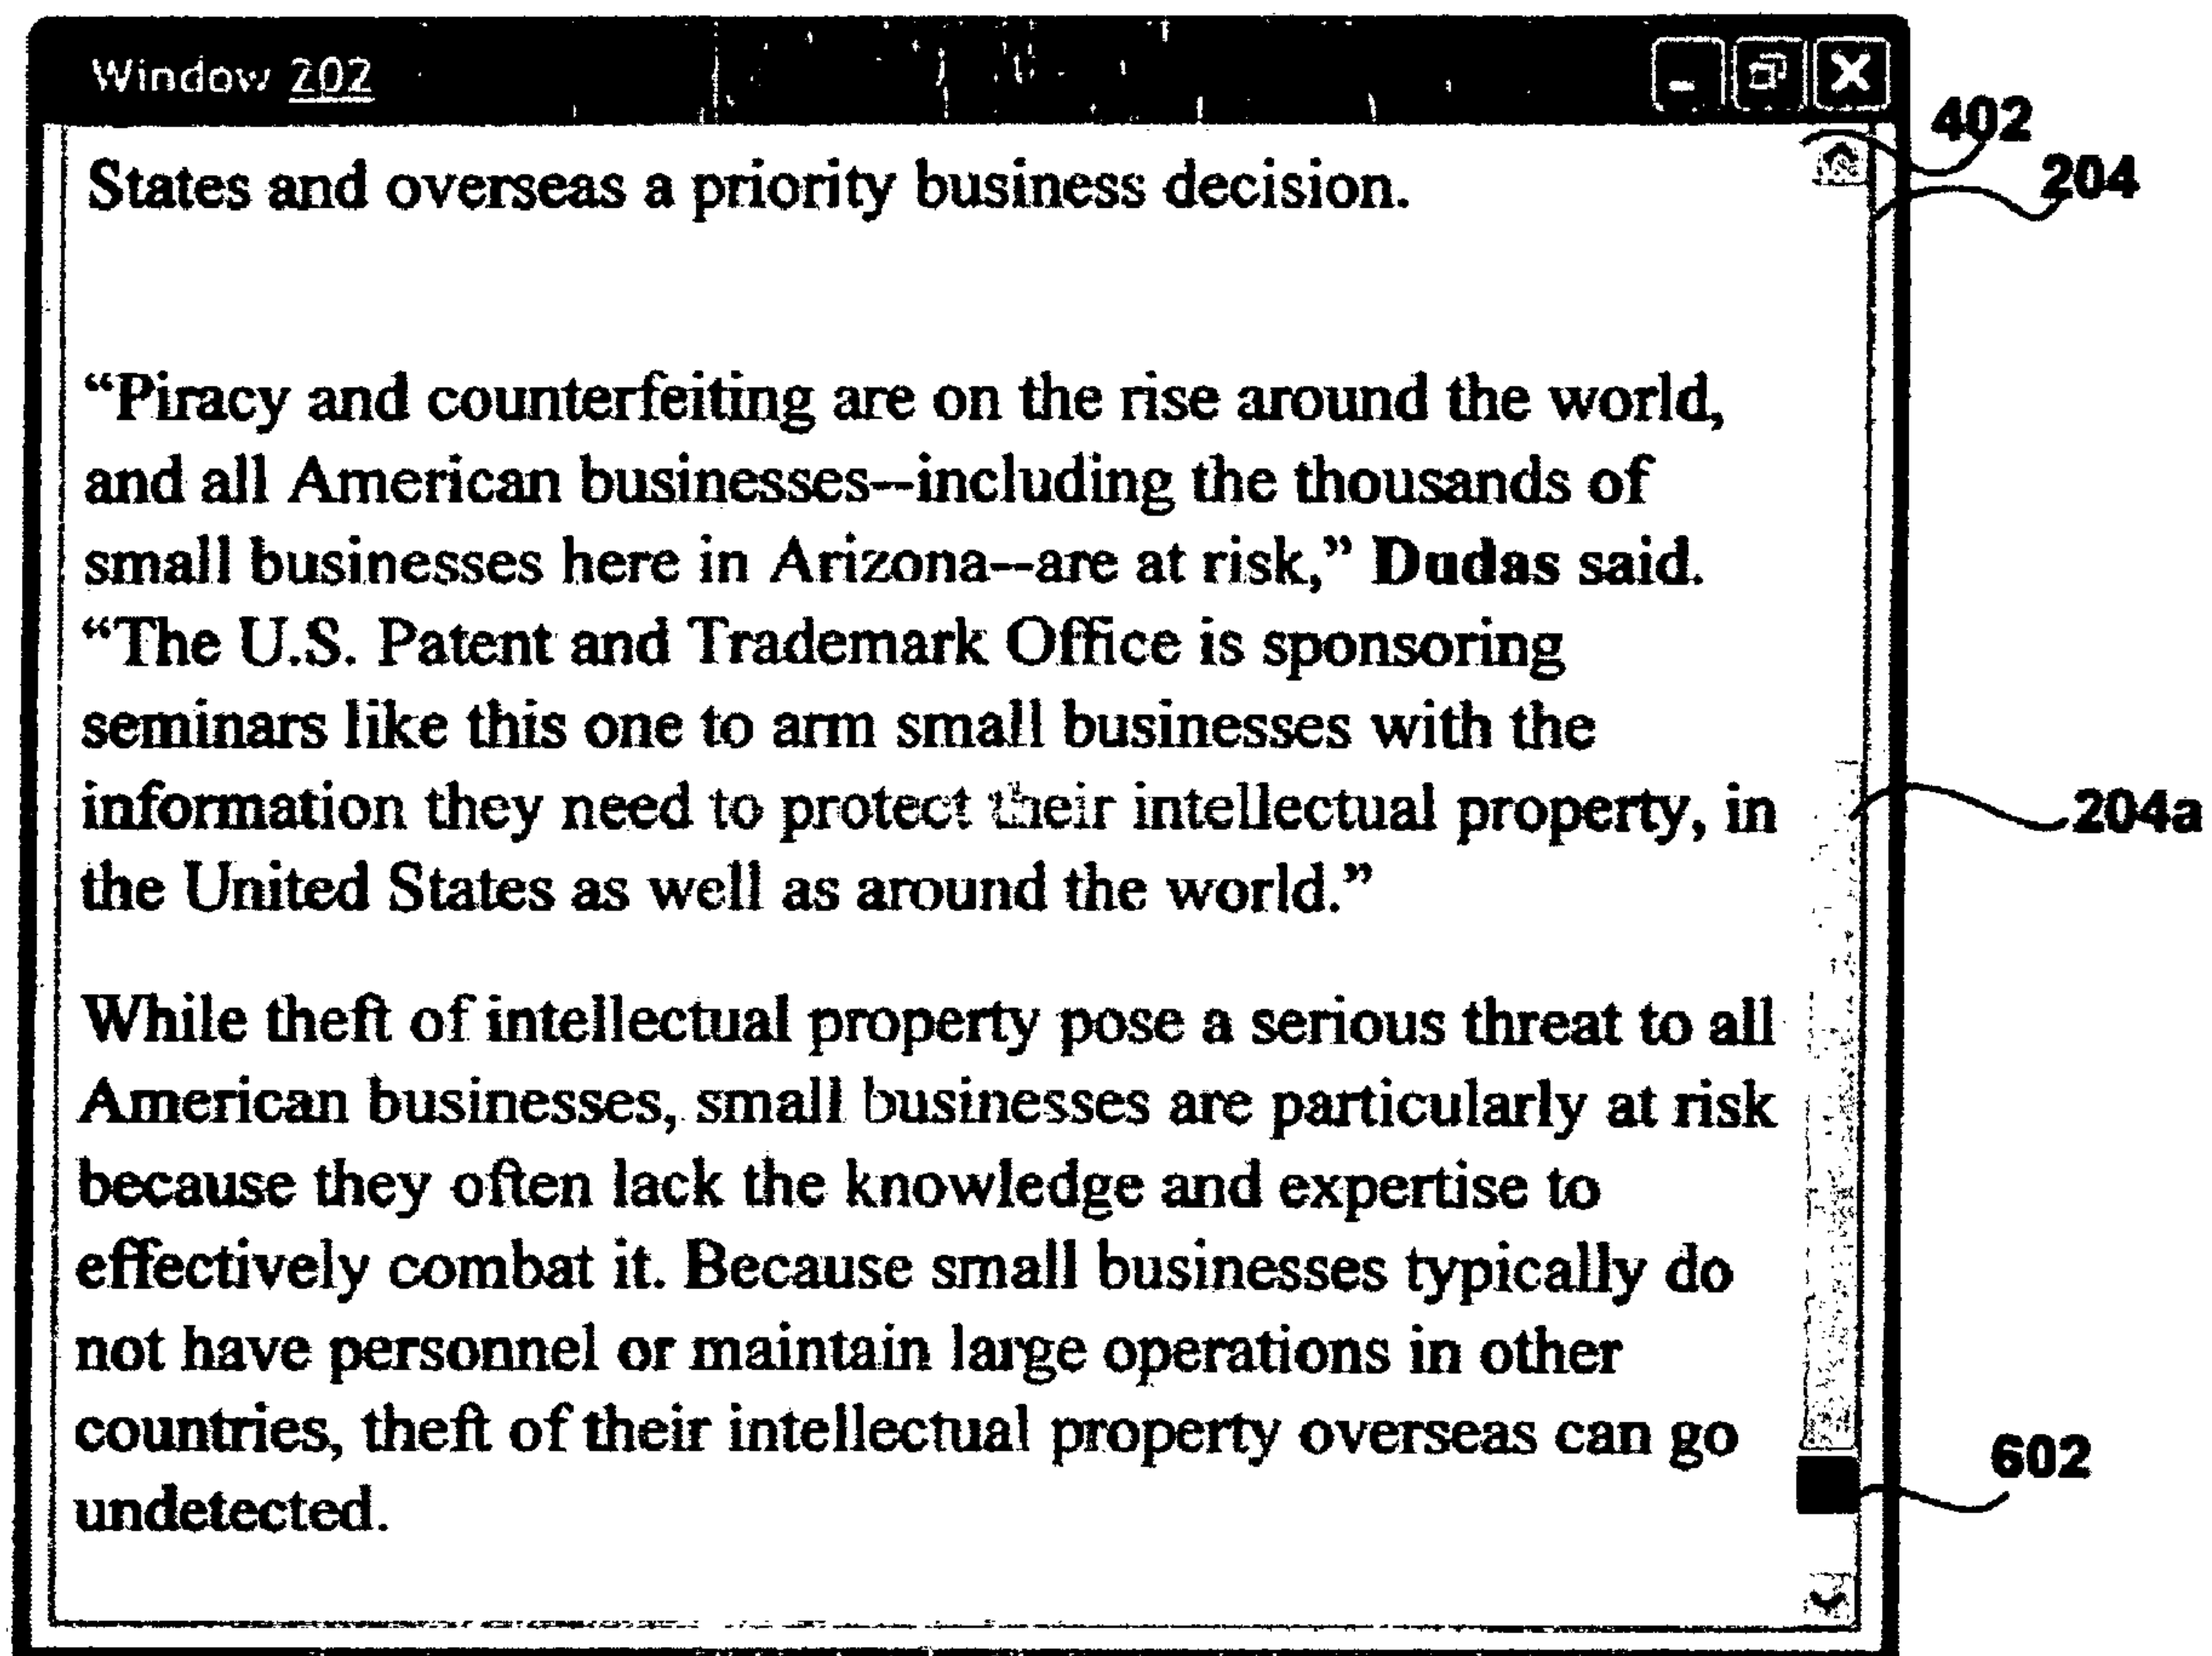 Window 202
402
204
States and overseas a priority business decision.
“Piracy and counterfeiting are on the rise around the world,
and all American businesses--including the thousands of
small businesses here in Arizona--are at risk,” Dudas said.
“The U.S. Patent and Trademark Office is sponsoring
seminars like this one to arm small businesses with the
information they need to protect their intellectual property, in
204a
the United States as well as around the world.”
While theft of intellectual property pose a serious threat to all
American businesses, small businesses are particularly at risk
because they often lack the knowledge and expertise to
effectively combat it. Because small businesses typically do
not have personnel or maintain large operations in other
countries, theft of their intellectual property overseas can go
602
undetected.